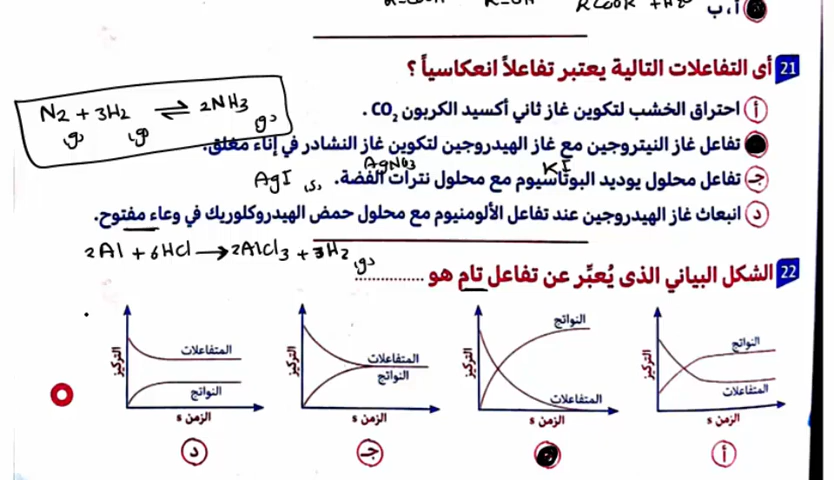 أ ، ب
21 أى التفاعلات التالية يعتبر تفاعلاً انعكاسياً ؟
أ احتراق الخشب لتكوين غاز ثاني أكسيد الكربون CO₂ .
تفاعل غاز النيتروجين مع غاز الهيدروجين لتكوين غاز النشادر في إناء مغلق.
N2 + 3H2 ⇌ 2NH3
(g) (g) (g)
AgNO3 KI
جـ تفاعل محلول يوديد البوتاسيوم مع محلول نترات الفضة. AgI (s)
د انبعاث غاز الهيدروجين عند تفاعل الألومنيوم مع محلول حمض الهيدروكلوريك في وعاء مفتوح.
2Al + 6HCl → 2AlCl3 + 3H2 (g)
22 الشكل البياني الذى يُعبِّر عن تفاعل تام هو ..............
التركيز النواتج المتفاعلات الزمن s
أ
التركيز النواتج المتفاعلات الزمن s
التركيز المتفاعلات النواتج الزمن s
جـ
التركيز المتفاعلات النواتج الزمن s
د